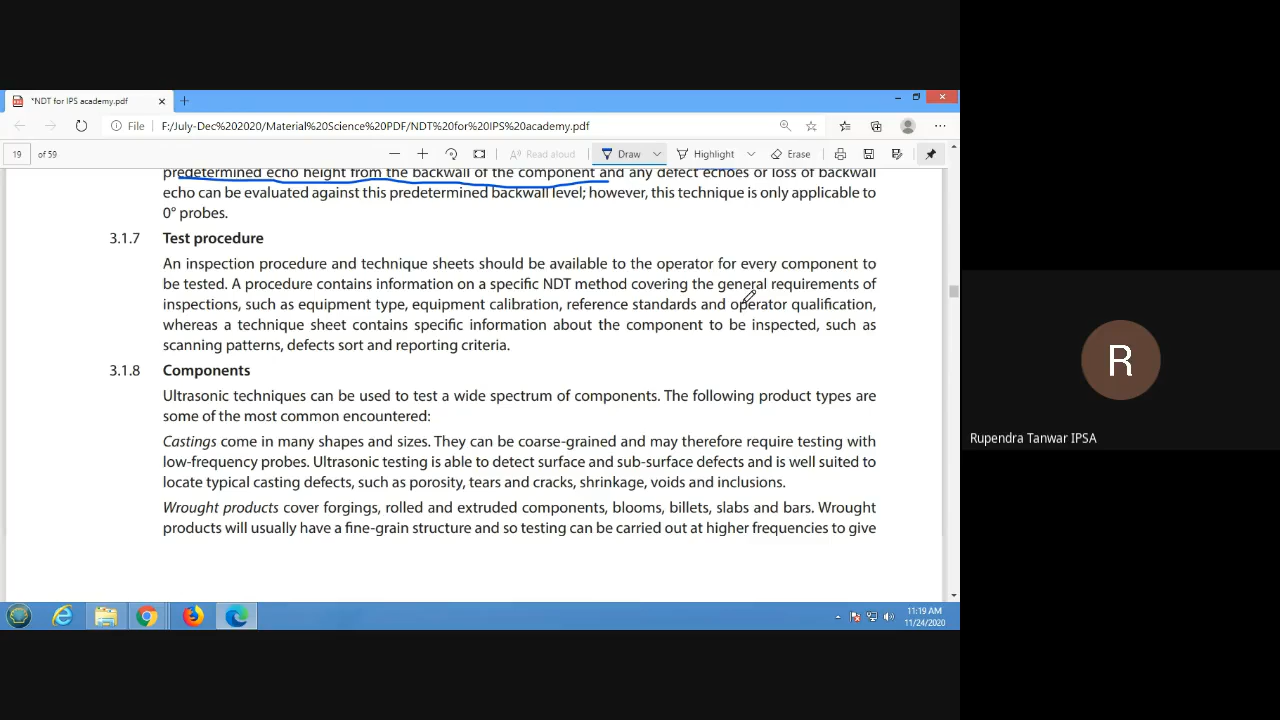 *NDT for IPS academy.pdf
File F:/July-Dec%202020/Material%20Science%20PDF/NDT%20for%20IPS%20academy.pdf
19 of 59 Read aloud Draw Highlight Erase
predetermined echo height from the backwall of the component and any defect echoes or loss of backwall
echo can be evaluated against this predetermined backwall level; however, this technique is only applicable to
0° probes.
3.1.7 Test procedure
An inspection procedure and technique sheets should be available to the operator for every component to
be tested. A procedure contains information on a specific NDT method covering the general requirements of
inspections, such as equipment type, equipment calibration, reference standards and operator qualification,
whereas a technique sheet contains specific information about the component to be inspected, such as
scanning patterns, defects sort and reporting criteria.
3.1.8 Components
Ultrasonic techniques can be used to test a wide spectrum of components. The following product types are
some of the most common encountered:
Castings come in many shapes and sizes. They can be coarse-grained and may therefore require testing with
low-frequency probes. Ultrasonic testing is able to detect surface and sub-surface defects and is well suited to
locate typical casting defects, such as porosity, tears and cracks, shrinkage, voids and inclusions.
Wrought products cover forgings, rolled and extruded components, blooms, billets, slabs and bars. Wrought
products will usually have a fine-grain structure and so testing can be carried out at higher frequencies to give
R
Rupendra Tanwar IPSA
11:19 AM
11/24/2020